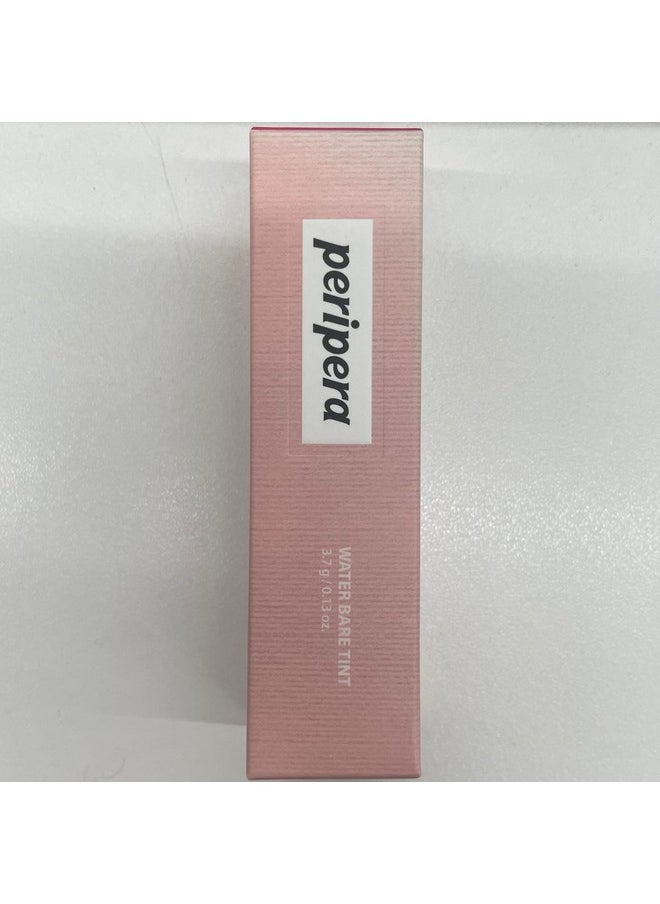 peripera
WATER BARE TINT
3.7 g / 0.13 oz.